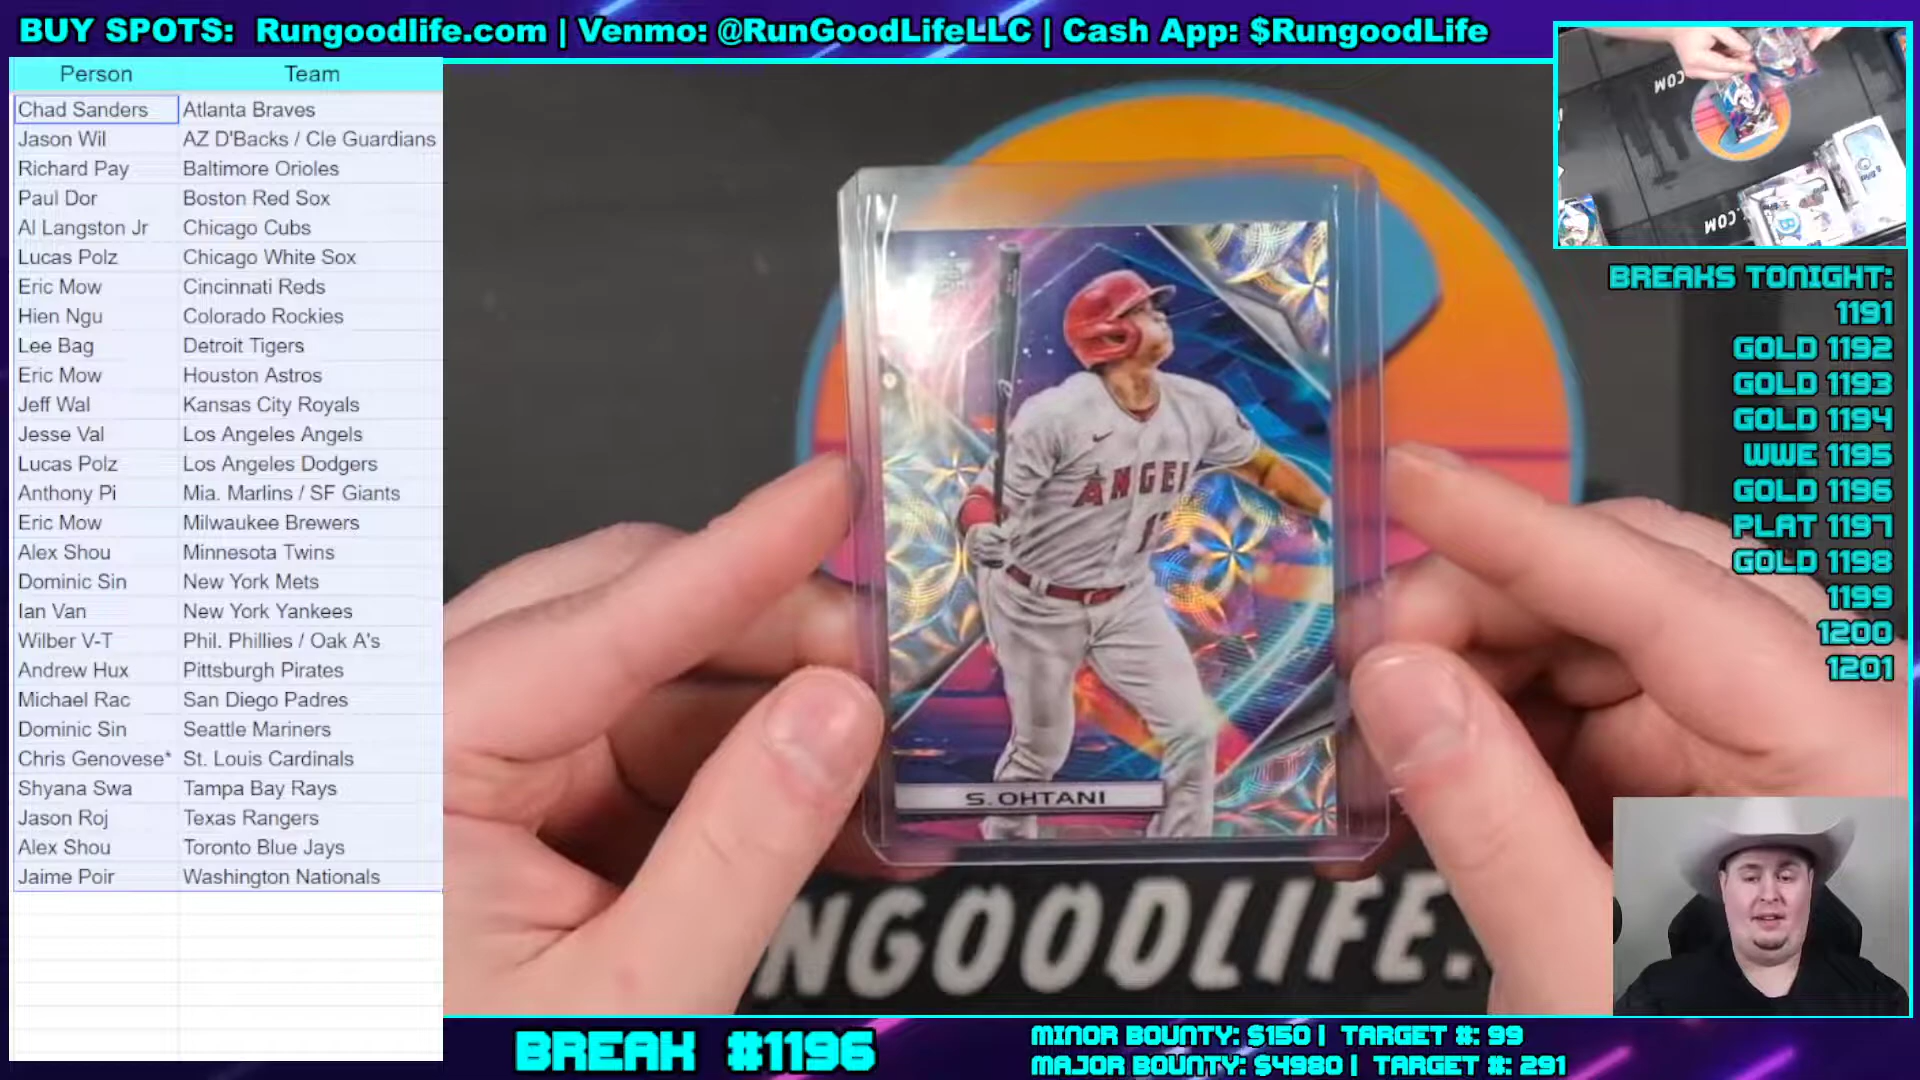 BUY SPOTS: Rungoodlife.com | Venmo: @RunGoodLifeLLC | Cash App: $RungoodLife
Person Team
Chad Sanders Atlanta Braves
Jason Wil AZ D'Backs / Cle Guardians
Richard Pay Baltimore Orioles
Paul Dor Boston Red Sox
Al Langston Jr Chicago Cubs
Lucas Polz Chicago White Sox
Eric Mow Cincinnati Reds
Hien Ngu Colorado Rockies
Lee Bag Detroit Tigers
Eric Mow Houston Astros
Jeff Wal Kansas City Royals
Jesse Val Los Angeles Angels
Lucas Polz Los Angeles Dodgers
Anthony Pi Mia. Marlins / SF Giants
Eric Mow Milwaukee Brewers
Alex Shou Minnesota Twins
Dominic Sin New York Mets
Ian Van New York Yankees
Wilber V-T Phil. Phillies / Oak A's
Andrew Hux Pittsburgh Pirates
Michael Rac San Diego Padres
Dominic Sin Seattle Mariners
Chris Genovese* St. Louis Cardinals
Shyana Swa Tampa Bay Rays
Jason Roj Texas Rangers
Alex Shou Toronto Blue Jays
Jaime Poir Washington Nationals
ANGEL
S. OHTANI
NGOODLIFE.
.COM
.COM
BREAKS TONIGHT:
1191
GOLD 1192
GOLD 1193
GOLD 1194
WWE 1195
GOLD 1196
PLAT 1197
GOLD 1198
1199
1200
1201
BREAK #1196
MINOR BOUNTY: $150 | TARGET #: 99
MAJOR BOUNTY: $4980 | TARGET #: 291